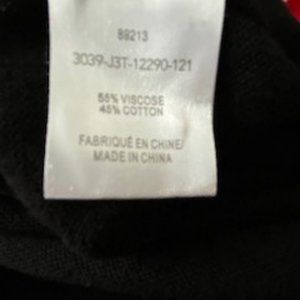 89213
3039-J3T-12290-121
55% VISCOSE
45% COTTON
FABRIQUÉ EN CHINE/
MADE IN CHINA